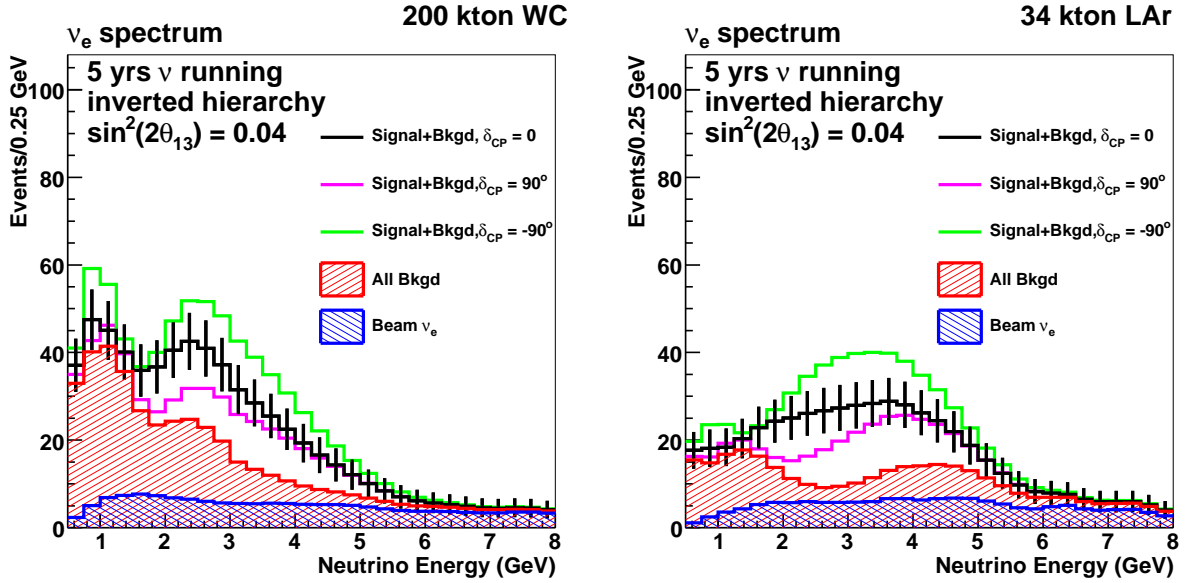 200 kton WC
ν_e spectrum
5 yrs ν running
inverted hierarchy
sin²(2θ₁₃) = 0.04
Signal+Bkgd, δ_CP = 0
Signal+Bkgd,δ_CP = 90°
Signal+Bkgd,δ_CP = -90°
All Bkgd
Beam ν_e
Events/0.25 GeV
100
80
60
40
20
0
1 2 3 4 5 6 7 8
Neutrino Energy (GeV)
34 kton LAr
ν_e spectrum
5 yrs ν running
inverted hierarchy
sin²(2θ₁₃) = 0.04
Signal+Bkgd, δ_CP = 0
Signal+Bkgd,δ_CP = 90°
Signal+Bkgd,δ_CP = -90°
All Bkgd
Beam ν_e
Events/0.25 GeV
100
80
60
40
20
0
1 2 3 4 5 6 7 8
Neutrino Energy (GeV)